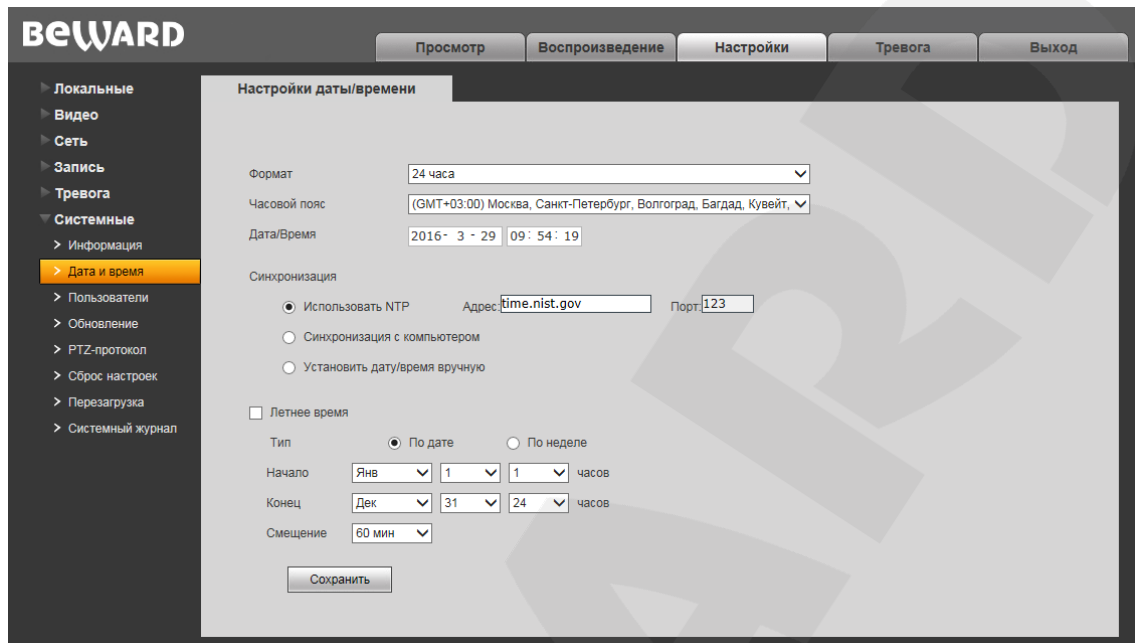 BEWARD
Просмотр Воспроизведение Настройки Тревога Выход
Локальные
Видео
Сеть
Запись
Тревога
Системные
> Информация
> Дата и время
> Пользователи
> Обновление
> PTZ-протокол
> Сброс настроек
> Перезагрузка
> Системный журнал
Настройки даты/времени
Формат 24 часа
Часовой пояс (GMT+03:00) Москва, Санкт-Петербург, Волгоград, Багдад, Кувейт,
Дата/Время 2016- 3 - 29 09: 54: 19
Синхронизация
Использовать NTP Адрес: time.nist.gov Порт: 123
Синхронизация с компьютером
Установить дату/время вручную
Летнее время
Тип По дате По неделе
Начало Янв 1 1 часов
Конец Дек 31 24 часов
Смещение 60 мин
Сохранить